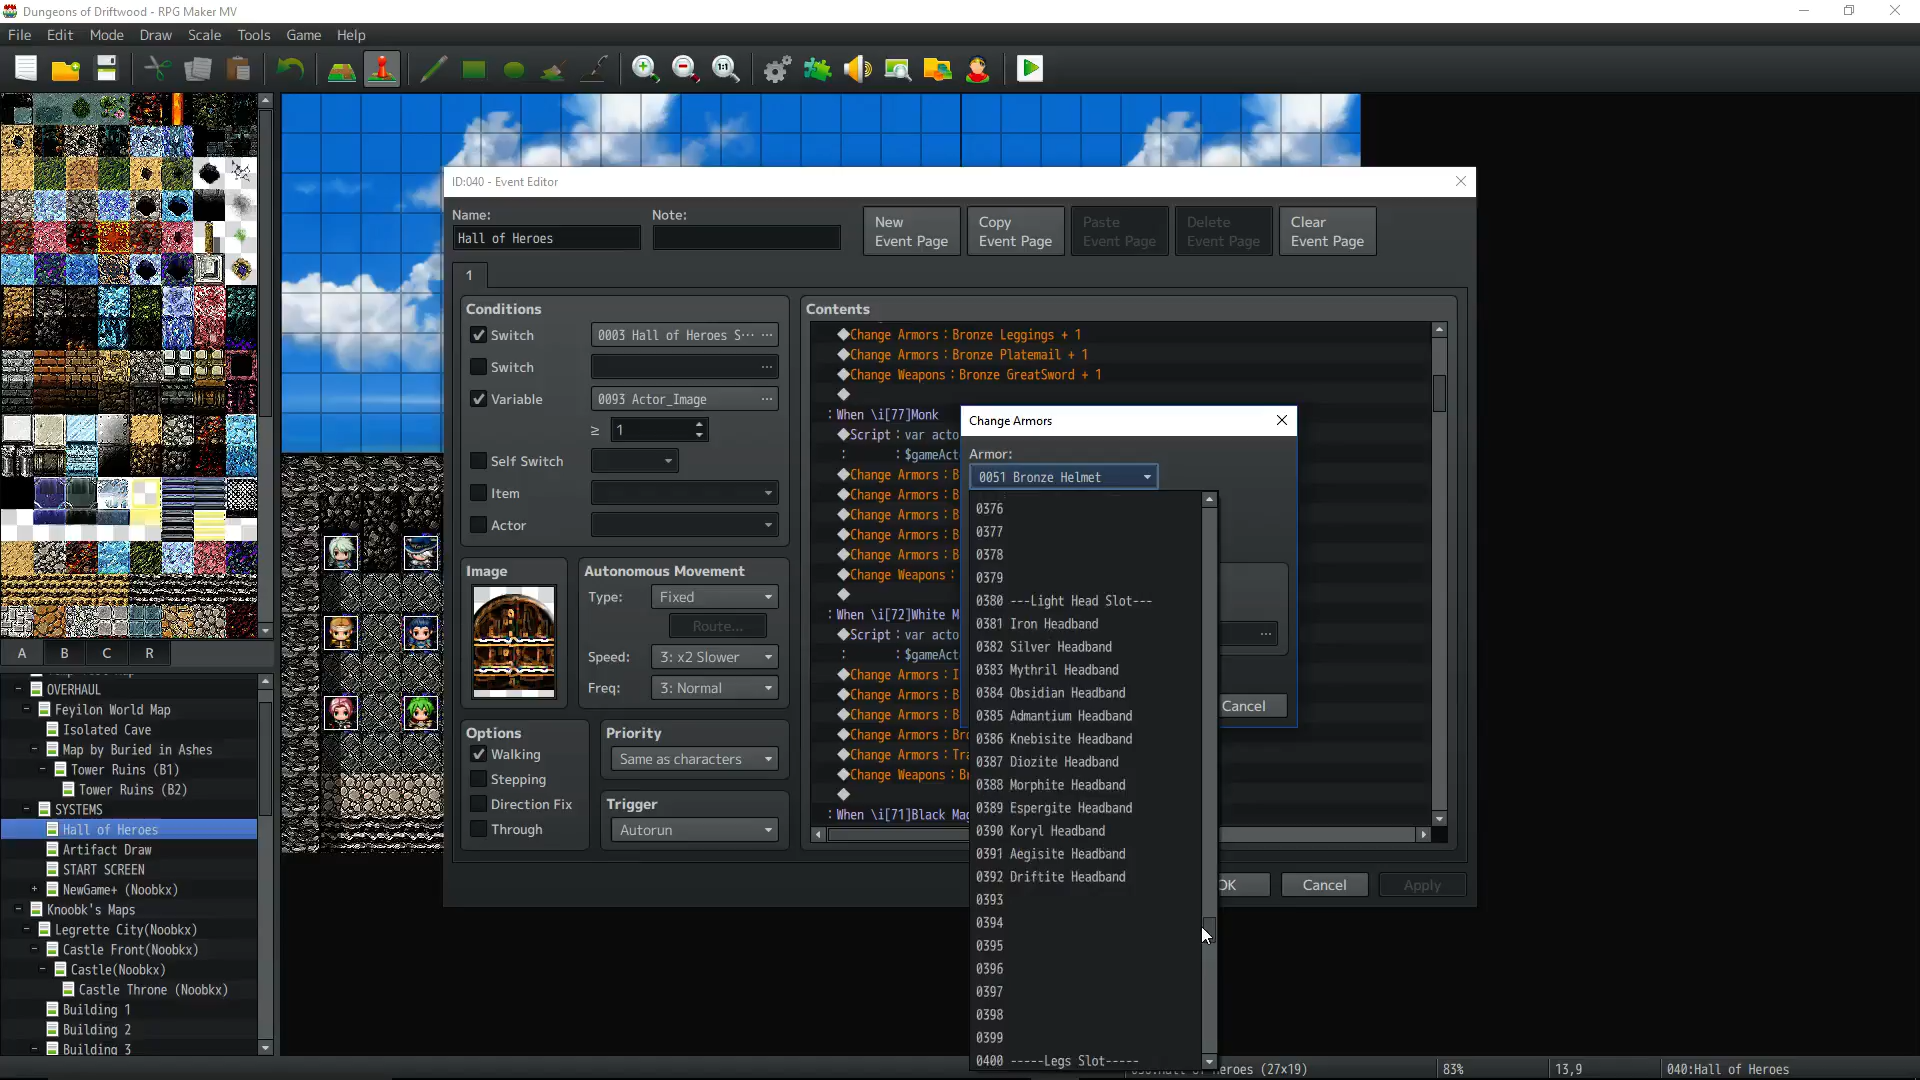 Dungeons of Driftwood - RPG Maker MV
File Edit Mode Draw Scale Tools Game Help
1:1
ID:040 - Event Editor
Name:
Note:
Hall of Heroes
New Event Page
Copy Event Page
Paste Event Page
Delete Event Page
Clear Event Page
1
Conditions
Switch
0003 Hall of Heroes S··· ···
Switch
···
Variable
0093 Actor_Image ···
≥ 1
Self Switch
Item
Actor
Image
Autonomous Movement
Type: Fixed
Route...
Speed: 3: x2 Slower
Freq: 3: Normal
Options
Walking
Stepping
Direction Fix
Through
Priority
Same as characters
Trigger
Autorun
Contents
◆Change Armors：Bronze Leggings + 1
◆Change Armors：Bronze Platemail + 1
◆Change Weapons：Bronze GreatSword + 1
◆
: When \i[77]Monk
◆Script：var acto
: : $gameAct
◆Change Armors：B
◆Change Armors：B
◆Change Armors：B
◆Change Armors：B
◆Change Armors：B
◆Change Weapons：
◆
: When \i[72]White M
◆Script：var acto
: : $gameAct
◆Change Armors：I
◆Change Armors：B
◆Change Armors：B
◆Change Armors：Bro
◆Change Armors：Tra
◆Change Weapons：Br
◆
: When \i[71]Black Mag
Change Armors
Armor:
0051 Bronze Helmet
0376
0377
0378
0379
0380 ---Light Head Slot---
0381 Iron Headband
0382 Silver Headband
0383 Mythril Headband
0384 Obsidian Headband
0385 Admantium Headband
0386 Knebisite Headband
0387 Diozite Headband
0388 Morphite Headband
0389 Espergite Headband
0390 Koryl Headband
0391 Aegisite Headband
0392 Driftite Headband
0393
0394
0395
0396
0397
0398
0399
0400 -----Legs Slot-----
···
Cancel
OK
Cancel
Apply
A B C R
OVERHAUL
Feyilon World Map
Isolated Cave
Map by Buried in Ashes
Tower Ruins (B1)
Tower Ruins (B2)
SYSTEMS
Hall of Heroes
Artifact Draw
START SCREEN
NewGame+ (Noobkx)
Knoobk's Maps
Legrette City(Noobkx)
Castle Front(Noobkx)
Castle(Noobkx)
Castle Throne (Noobkx)
Building 1
Building 2
Building 3
eroes (27×19)
83%
13,9
040:Hall of Heroes